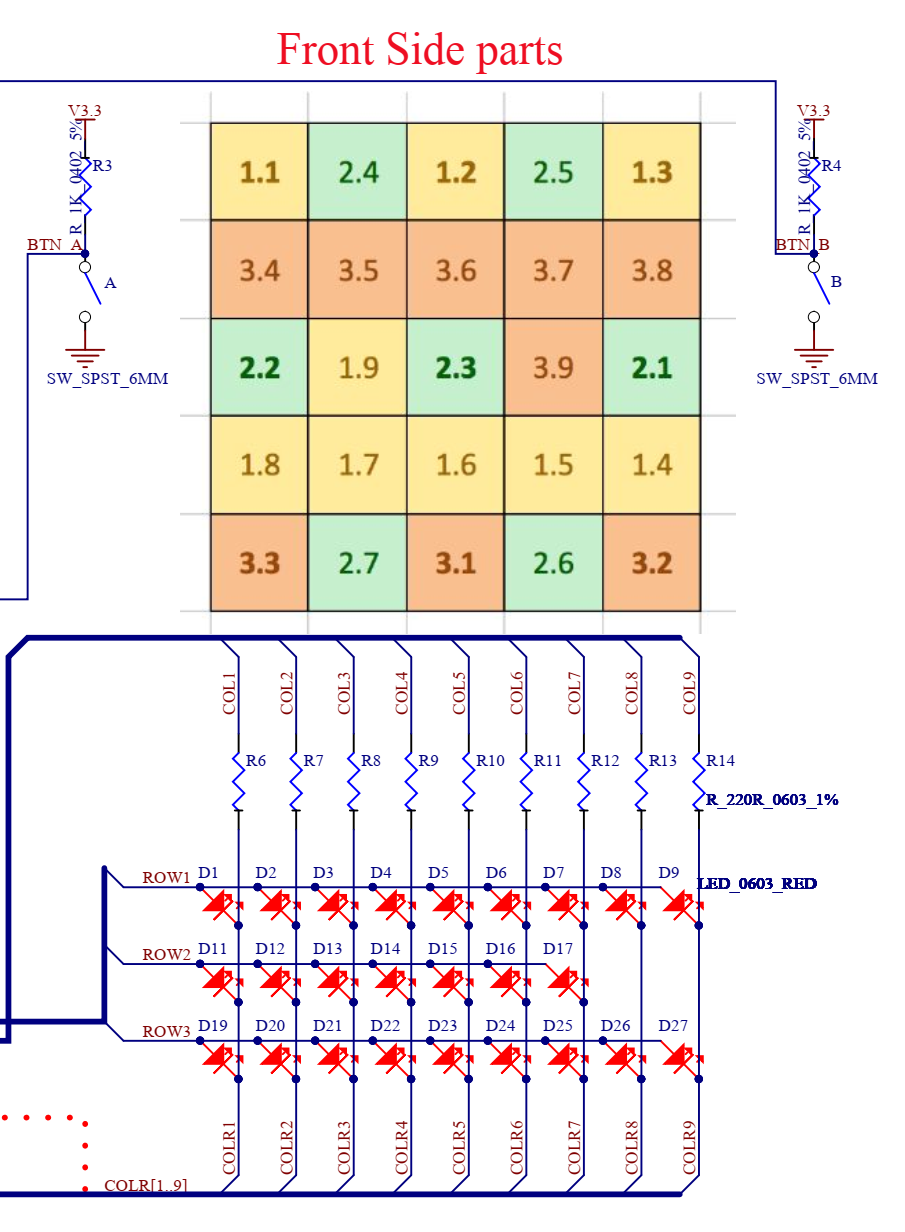 Front Side parts
V3.3
R_1K_0402_5%
R3
BTN_A
A
SW_SPST_6MM
V3.3
R_1K_0402_5%
R4
BTN_B
B
SW_SPST_6MM
1.1 2.4 1.2 2.5 1.3
3.4 3.5 3.6 3.7 3.8
2.2 1.9 2.3 3.9 2.1
1.8 1.7 1.6 1.5 1.4
3.3 2.7 3.1 2.6 3.2
COL1 COL2 COL3 COL4 COL5 COL6 COL7 COL8 COL9
R6 R7 R8 R9 R10 R11 R12 R13 R14
R_220R_0603_1%
ROW1 D1 D2 D3 D4 D5 D6 D7 D8 D9
LED_0603_RED
ROW2 D11 D12 D13 D14 D15 D16 D17
ROW3 D19 D20 D21 D22 D23 D24 D25 D26 D27
COLR1 COLR2 COLR3 COLR4 COLR5 COLR6 COLR7 COLR8 COLR9
COLR[1..9]